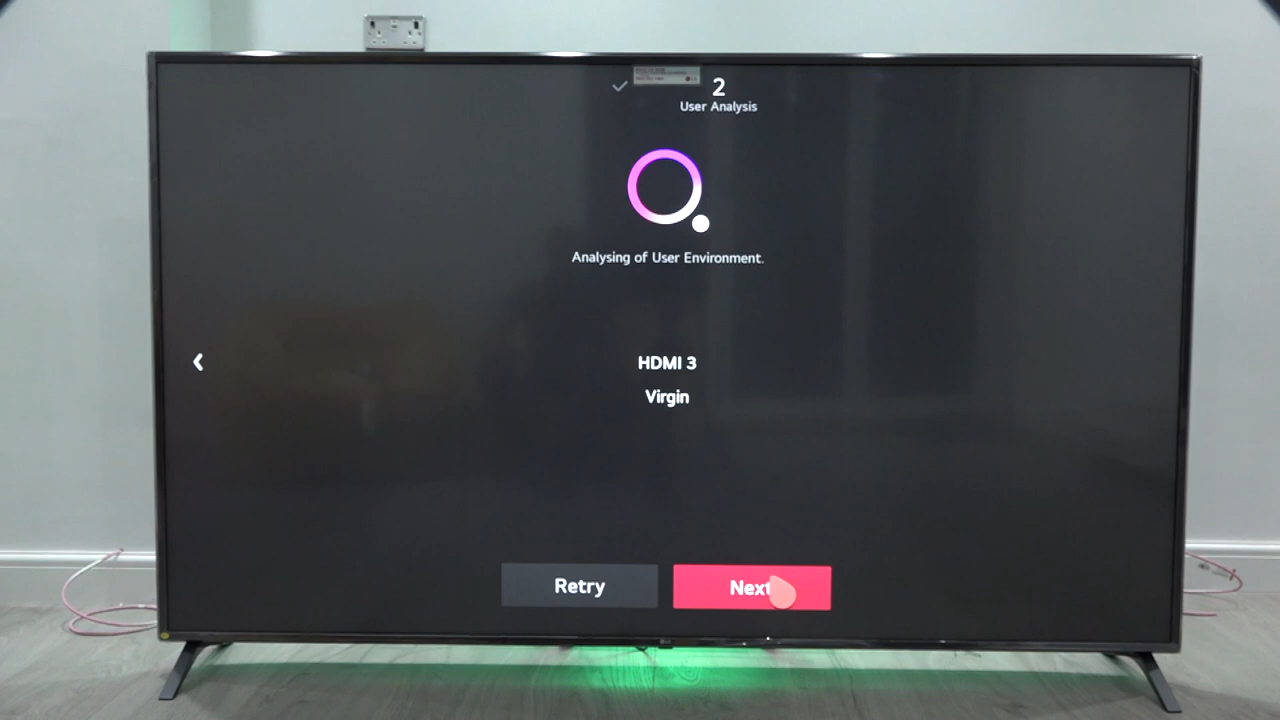 2
User Analysis
Analysing of User Environment.
HDMI 3
Virgin
Retry
Next